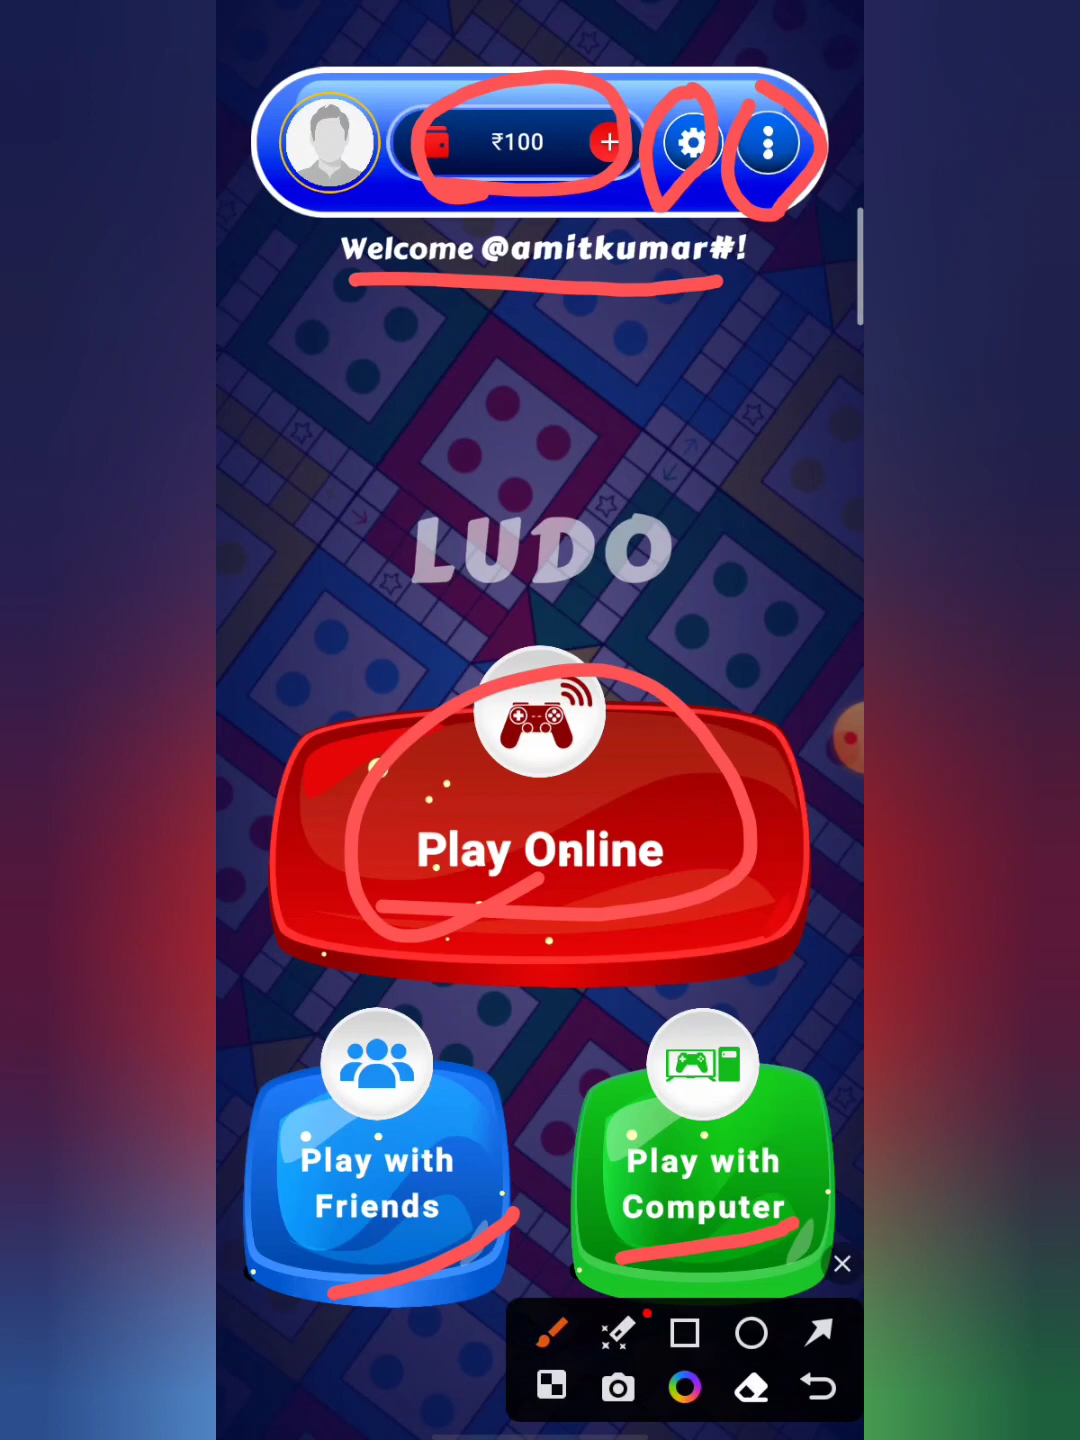 ₹100
Welcome @amitkumar#!
LUDO
Play Online
Play with
Friends
Play with
Computer